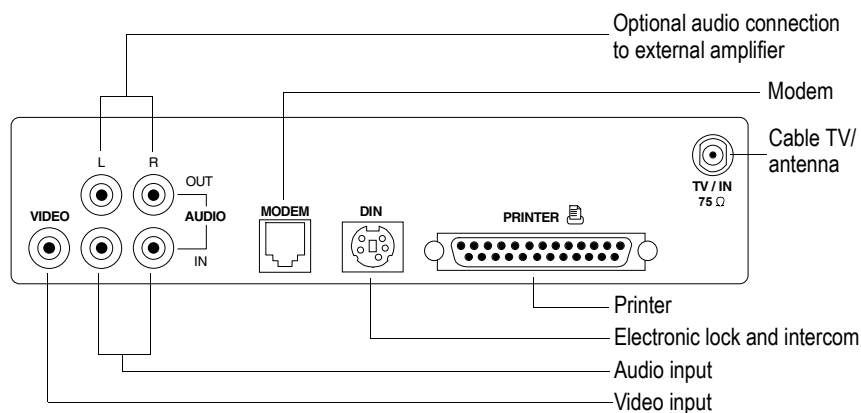 Optional audio connection
to external amplifier
Modem
Cable TV/
antenna
L
R
OUT
VIDEO
AUDIO
IN
MODEM
DIN
PRINTER
TV / IN
75 Ω
Printer
Electronic lock and intercom
Audio input
Video input